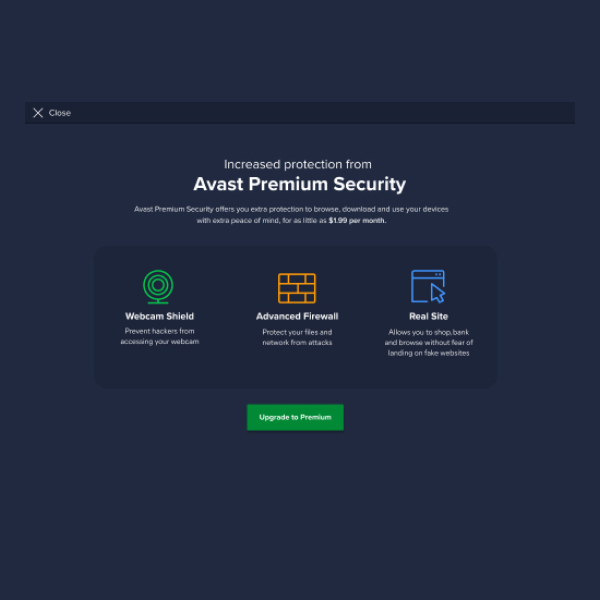 Close
Increased protection from
Avast Premium Security
Avast Premium Security offers you extra protection to browse, download and use your devices
with extra peace of mind, for as little as $1.99 per month.
Webcam Shield
Prevent hackers from
accessing your webcam
Advanced Firewall
Protect your files and
network from attacks
Real Site
Allows you to shop,bank
and browse without fear of
landing on fake websites
Upgrade to Premium